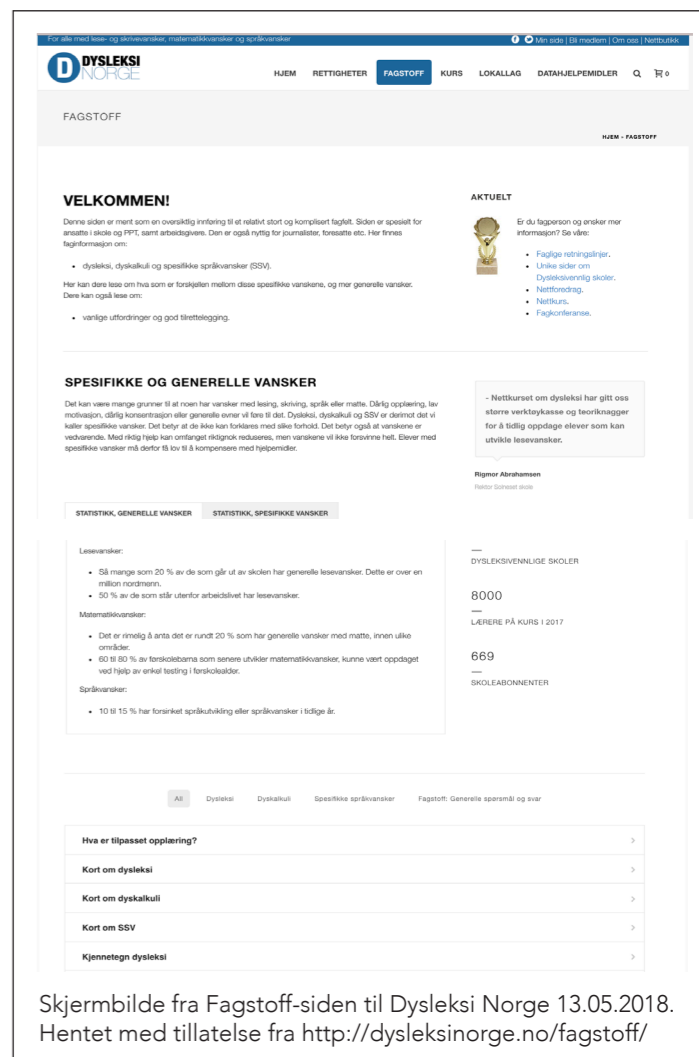 For alle med lese- og skrivevansker, matematikkvansker og språkvansker
Min side | Bli medlem | Om oss | Nettbutikk
D DYSLEKSI
NORGE
HJEM RETTIGHETER FAGSTOFF KURS LOKALLAG DATAHJELPEMIDLER 0
FAGSTOFF
HJEM - FAGSTOFF
VELKOMMEN!
Denne siden er ment som en oversiktlig innføring til et relativt stort og komplisert fagfelt. Siden er spesielt for
ansatte i skole og PPT, samt arbeidsgivere. Den er også nyttig for journalister, foresatte etc. Her finnes
faginformasjon om:
• dysleksi, dyskalkuli og spesifikke språkvansker (SSV).
Her kan dere lese om hva som er forskjellen mellom disse spesifikke vanskene, og mer generelle vansker.
Dere kan også lese om:
• vanlige utfordringer og god tilrettelegging.
AKTUELT
Er du fagperson og ønsker mer
informasjon? Se våre:
• Faglige retningslinjer.
• Unike sider om
Dysleksivennlig skoler.
• Nettforedrag.
• Nettkurs.
• Fagkonferanse.
SPESIFIKKE OG GENERELLE VANSKER
Det kan være mange grunner til at noen har vansker med lesing, skriving, språk eller matte. Dårlig opplæring, lav
motivasjon, dårlig konsentrasjon eller generelle evner vil føre til det. Dysleksi, dyskalkuli og SSV er derimot det vi
kaller spesifikke vansker. Det betyr at de ikke kan forklares med slike forhold. Det betyr også at vanskene er
vedvarende. Med riktig hjelp kan omfanget riktignok reduseres, men vanskene vil ikke forsvinne helt. Elever med
spesifikke vansker må derfor få lov til å kompensere med hjelpemidler.
- Nettkurset om dysleksi har gitt oss
større verktøykasse og teoriknagger
for å tidlig oppdage elever som kan
utvikle lesevansker.
Rigmor Abrahamsen
Rektor Solneset skole
STATISTIKK, GENERELLE VANSKER STATISTIKK, SPESIFIKKE VANSKER
Lesevansker:
• Så mange som 20 % av de som går ut av skolen har generelle lesevansker. Dette er over en
million nordmenn.
• 50 % av de som står utenfor arbeidslivet har lesevansker.
Matematikkvansker:
• Det er rimelig å anta det er rundt 20 % som har generelle vansker med matte, innen ulike
områder.
• 60 til 80 % av førskolebarna som senere utvikler matematikkvansker, kunne vært oppdaget
ved hjelp av enkel testing i førskolealder.
Språkvansker:
• 10 til 15 % har forsinket språkutvikling eller språkvansker i tidlige år.
—
DYSLEKSIVENNLIGE SKOLER
8000
—
LÆRERE PÅ KURS I 2017
669
—
SKOLEABONNENTER
All Dysleksi Dyskalkuli Spesifikke språkvansker Fagstoff: Generelle spørsmål og svar
Hva er tilpasset opplæring?
Kort om dysleksi
Kort om dyskalkuli
Kort om SSV
Kjennetegn dysleksi
Skjermbilde fra Fagstoff-siden til Dysleksi Norge 13.05.2018.
Hentet med tillatelse fra http://dysleksinorge.no/fagstoff/